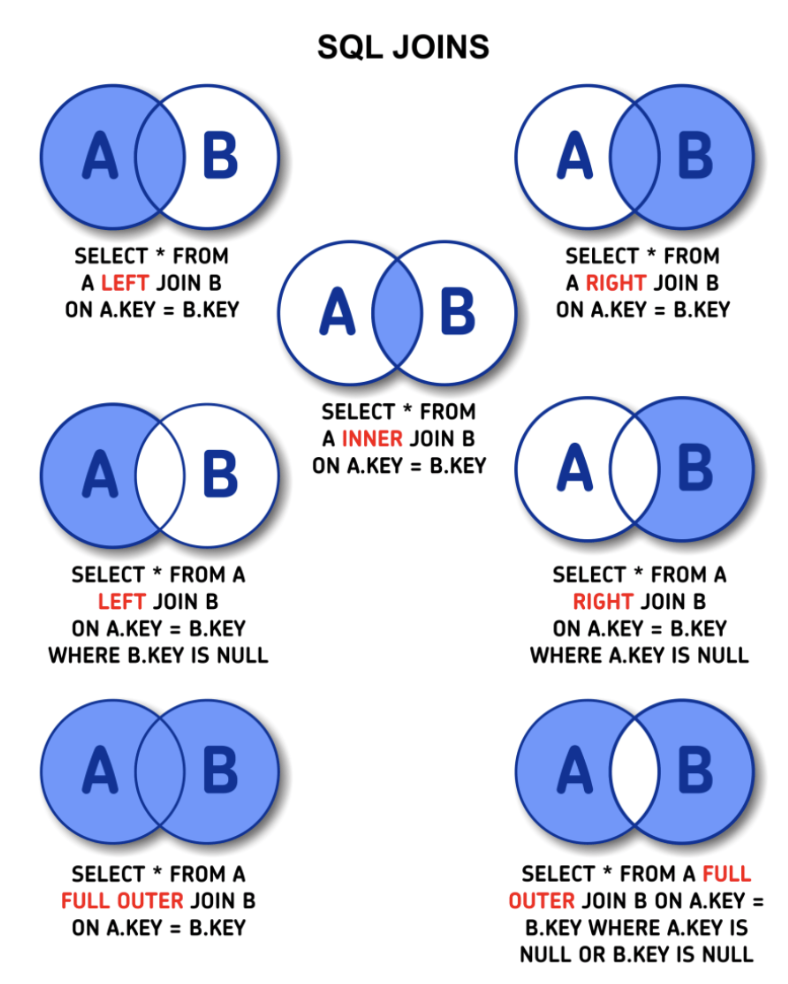 SQL JOINS
A B
SELECT * FROM
A LEFT JOIN B
ON A.KEY = B.KEY
A B
SELECT * FROM
A RIGHT JOIN B
ON A.KEY = B.KEY
A B
SELECT * FROM
A INNER JOIN B
ON A.KEY = B.KEY
A B
SELECT * FROM A
LEFT JOIN B
ON A.KEY = B.KEY
WHERE B.KEY IS NULL
A B
SELECT * FROM A
RIGHT JOIN B
ON A.KEY = B.KEY
WHERE A.KEY IS NULL
A B
SELECT * FROM A
FULL OUTER JOIN B
ON A.KEY = B.KEY
A B
SELECT * FROM A FULL
OUTER JOIN B ON A.KEY =
B.KEY WHERE A.KEY IS
NULL OR B.KEY IS NULL